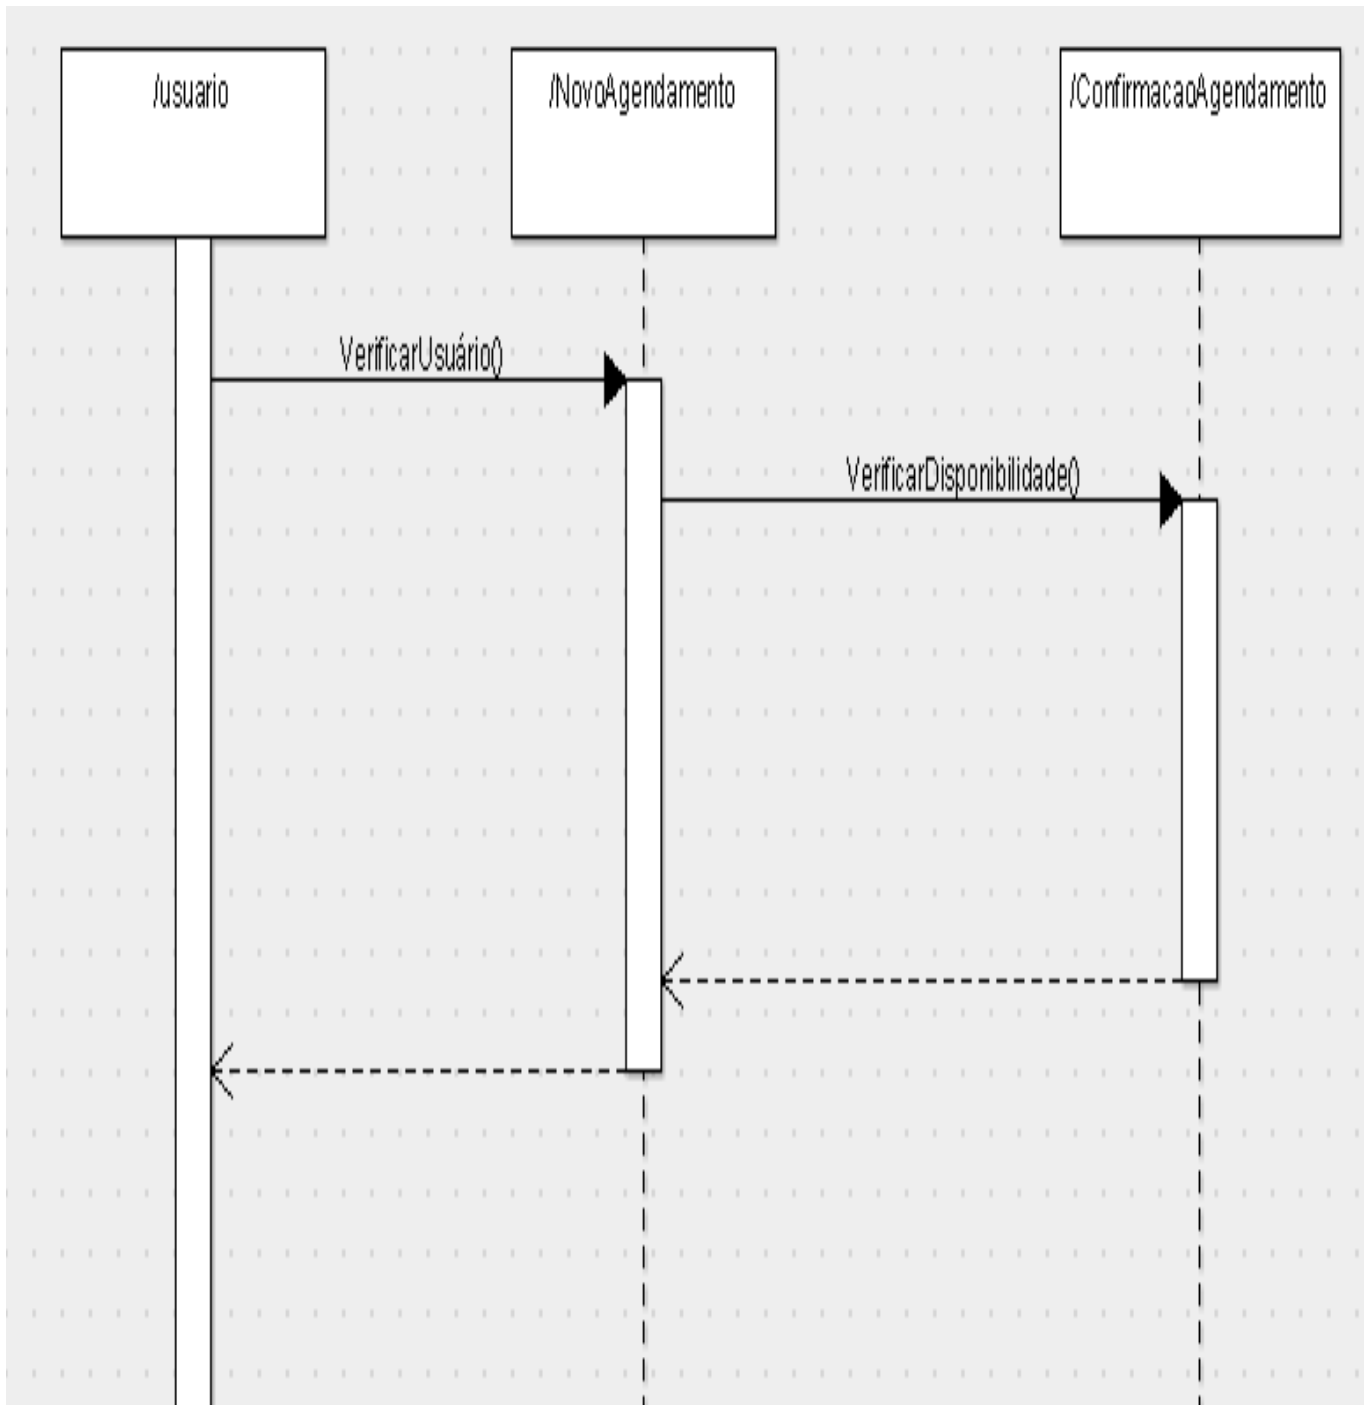 /usuario
/NovoAgendamento
/ConfirmacaoAgendamento
VerificarUsuário()
VerificarDisponibilidade()